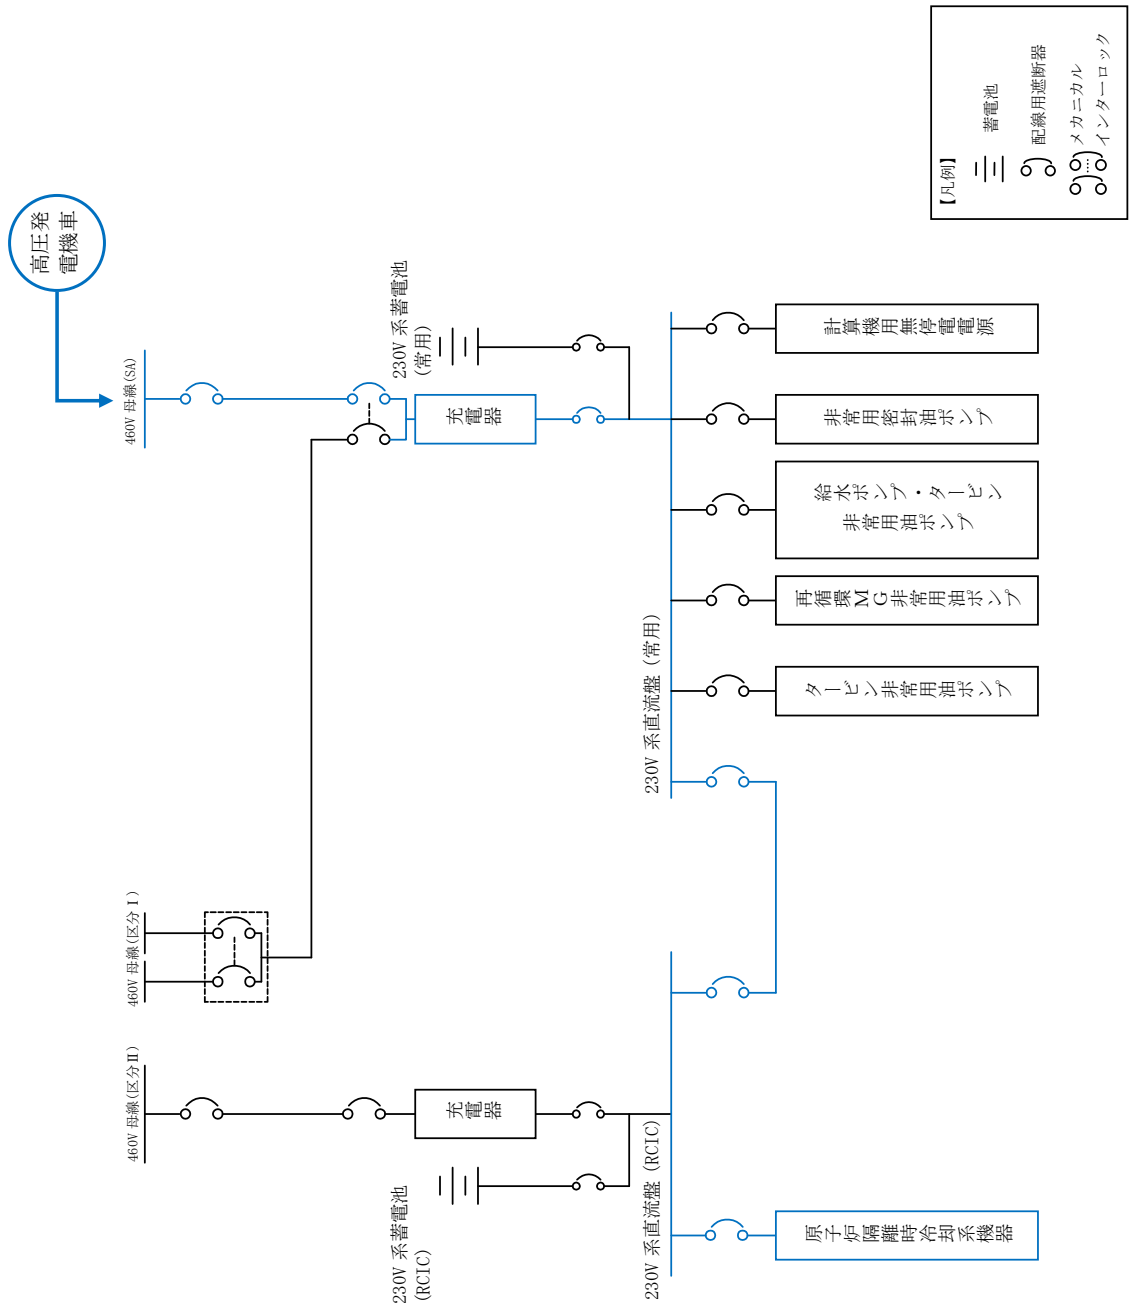 高圧発
電機車
460V 母線(SA)
460V 母線(区分Ⅰ)
460V 母線(区分Ⅱ)
230V 系蓄電池
(常用)
充電器
充電器
230V 系蓄電池
(RCIC)
230V 系直流盤 (常用)
230V 系直流盤 (RCIC)
計算機用無停電電源
非常用密封油ポンプ
給水ポンプ・タービン
非常用油ポンプ
再循環MG非常用油ポンプ
タービン非常用油ポンプ
原子炉隔離時冷却系機器
【凡例】
蓄電池
配線用遮断器
メカニカル
インターロック